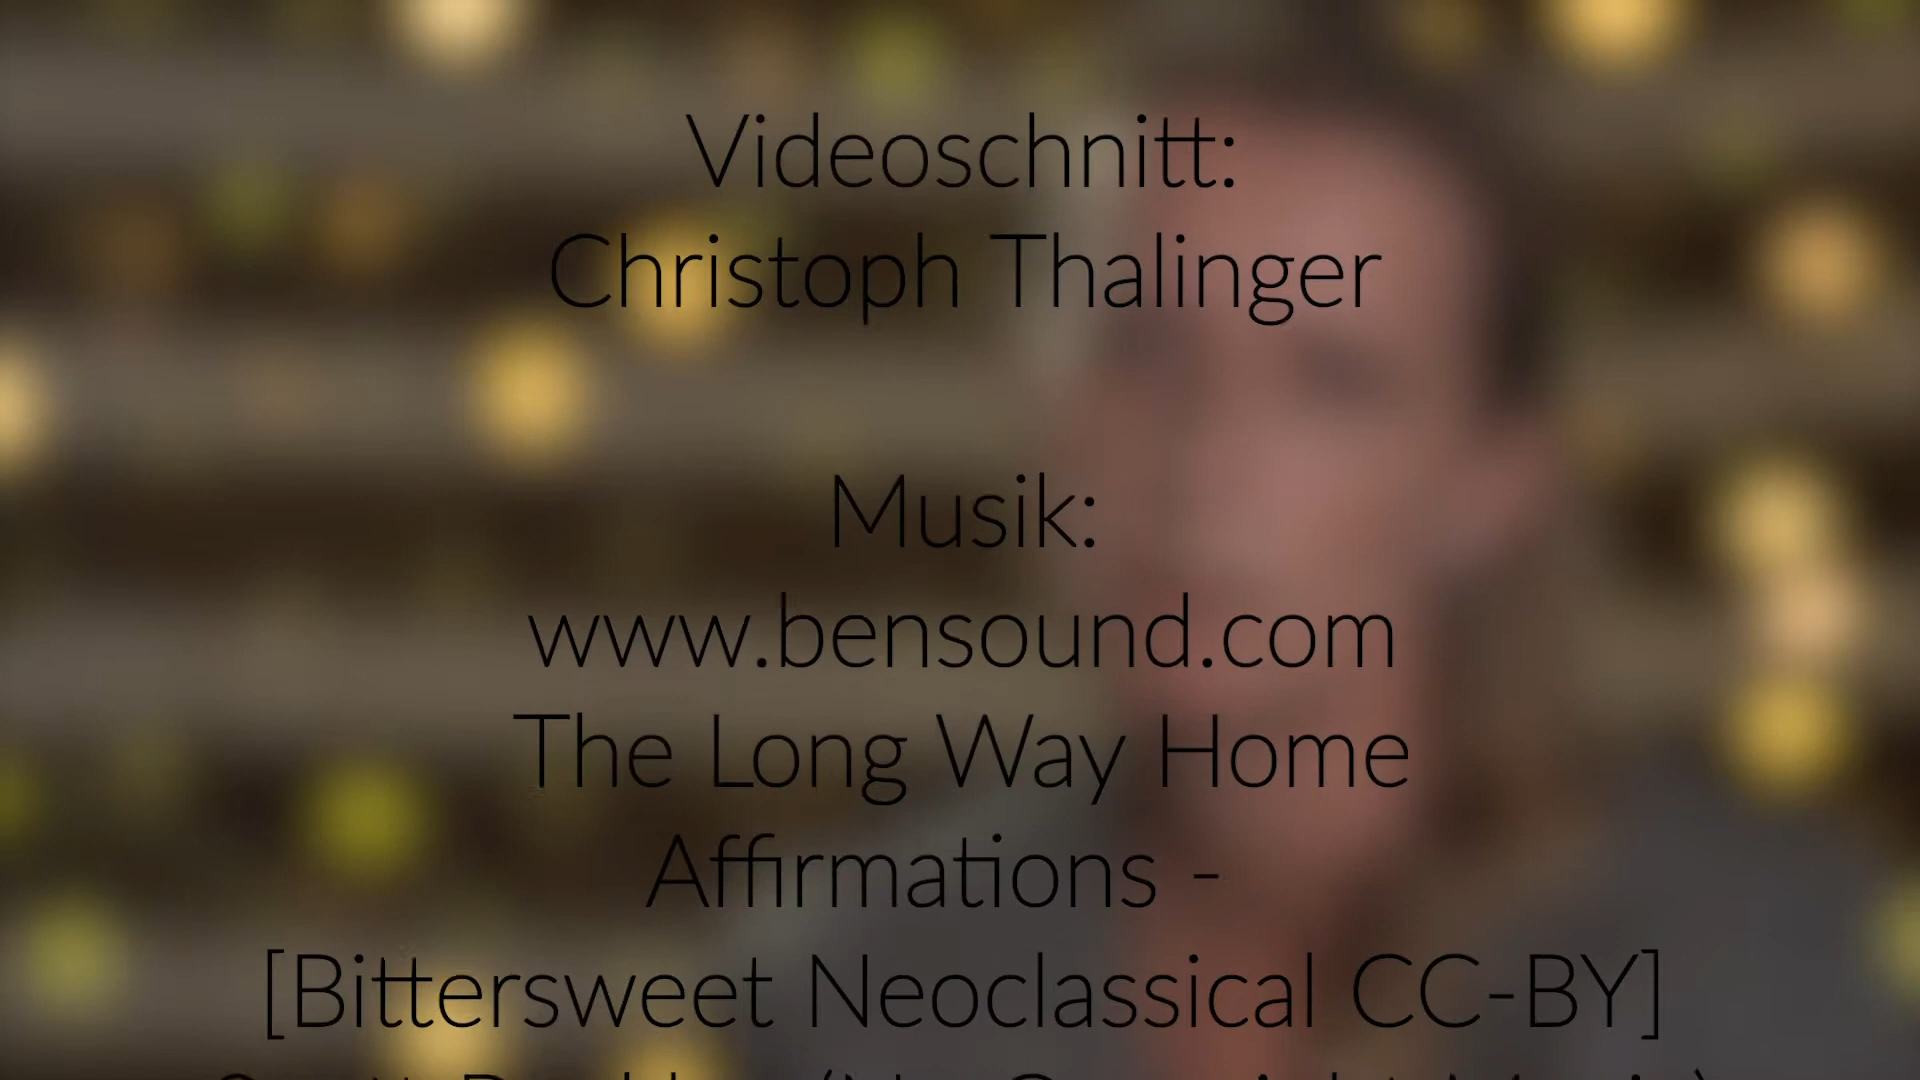 Videoschnitt:
Christoph Thalinger
Musik:
www.bensound.com
The Long Way Home
Affirmations -
[Bittersweet Neoclassical CC-BY]